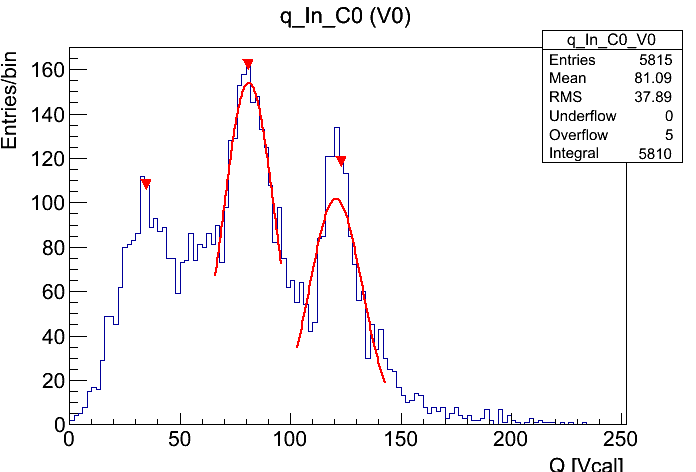 q_In_C0 (V0)
q_In_C0_V0
Entries 5815
Mean 81.09
RMS 37.89
Underflow 0
Overflow 5
Integral 5810
Entries/bin
160
140
120
100
80
60
40
20
0
0 50 100 150 200 250
Q [Vcal]